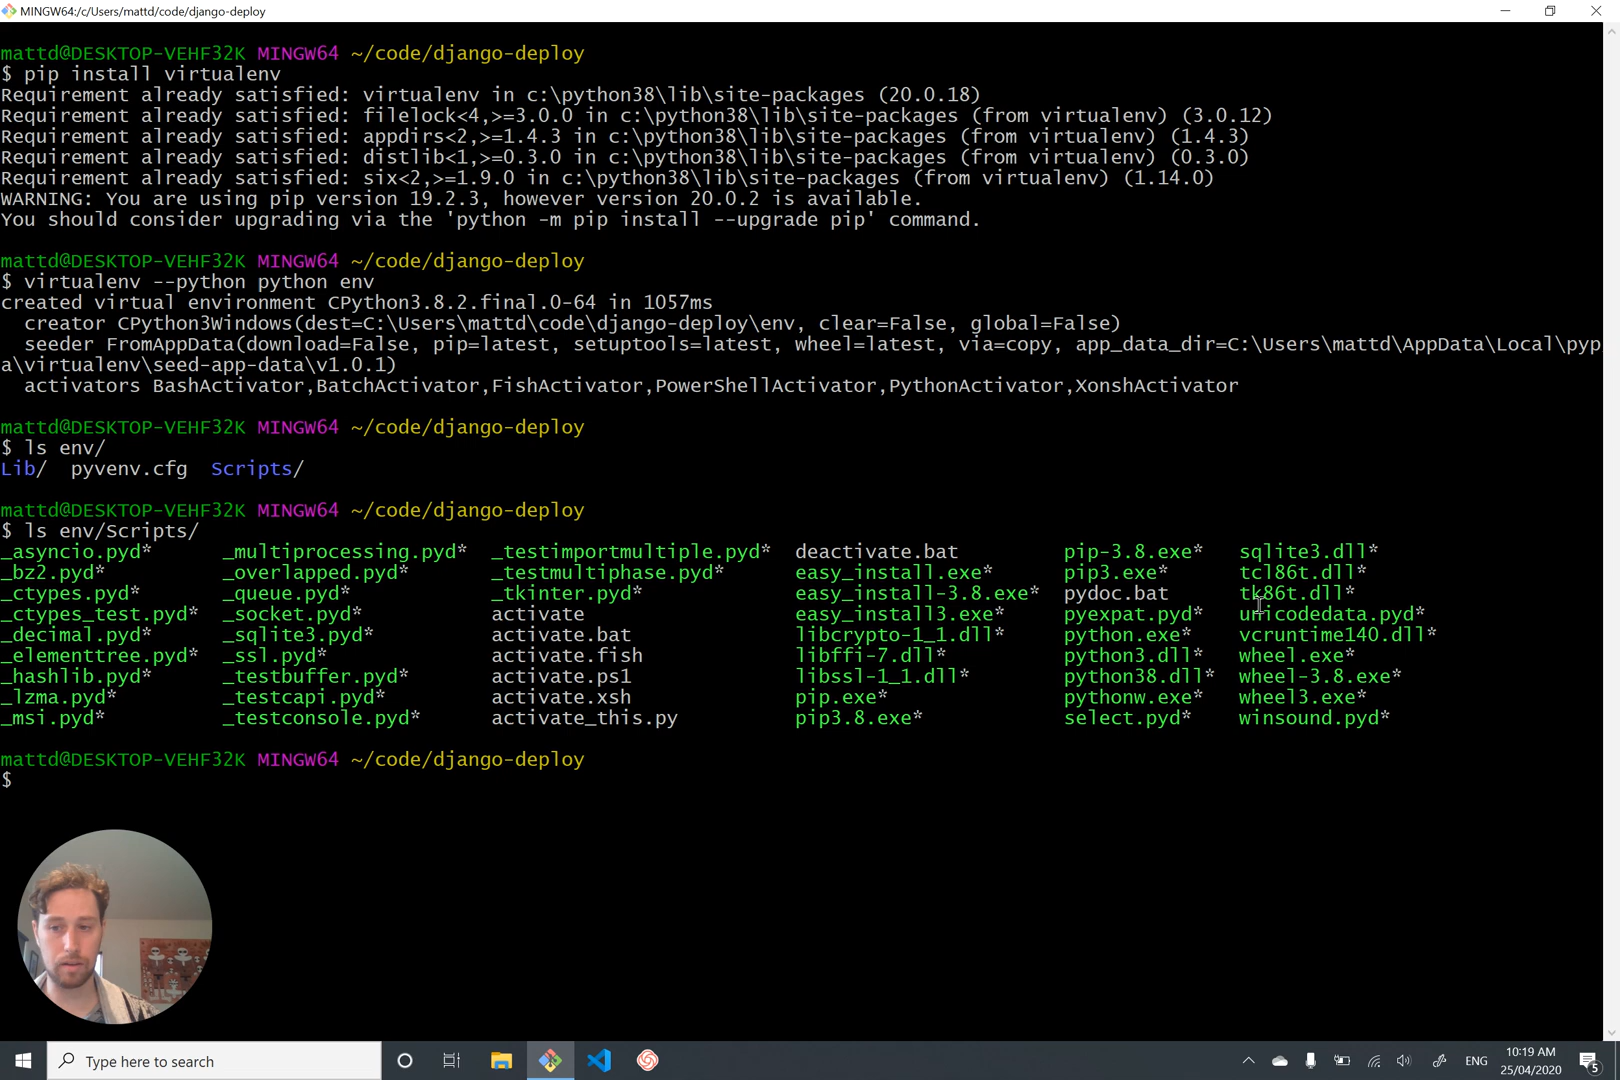 MINGW64:/c/Users/mattd/code/django-deploy
mattd@DESKTOP-VEHF32K MINGW64 ~/code/django-deploy
$ pip install virtualenv
Requirement already satisfied: virtualenv in c:\python38\lib\site-packages (20.0.18)
Requirement already satisfied: filelock<4,>=3.0.0 in c:\python38\lib\site-packages (from virtualenv) (3.0.12)
Requirement already satisfied: appdirs<2,>=1.4.3 in c:\python38\lib\site-packages (from virtualenv) (1.4.3)
Requirement already satisfied: distlib<1,>=0.3.0 in c:\python38\lib\site-packages (from virtualenv) (0.3.0)
Requirement already satisfied: six<2,>=1.9.0 in c:\python38\lib\site-packages (from virtualenv) (1.14.0)
WARNING: You are using pip version 19.2.3, however version 20.0.2 is available.
You should consider upgrading via the 'python -m pip install --upgrade pip' command.
mattd@DESKTOP-VEHF32K MINGW64 ~/code/django-deploy
$ virtualenv --python python env
created virtual environment CPython3.8.2.final.0-64 in 1057ms
creator CPython3Windows(dest=C:\Users\mattd\code\django-deploy\env, clear=False, global=False)
seeder FromAppData(download=False, pip=latest, setuptools=latest, wheel=latest, via=copy, app_data_dir=C:\Users\mattd\AppData\Local\pyp
a\virtualenv\seed-app-data\v1.0.1)
activators BashActivator,BatchActivator,FishActivator,PowerShellActivator,PythonActivator,XonshActivator
mattd@DESKTOP-VEHF32K MINGW64 ~/code/django-deploy
$ ls env/
Lib/ pyvenv.cfg Scripts/
mattd@DESKTOP-VEHF32K MINGW64 ~/code/django-deploy
$ ls env/Scripts/
_asyncio.pyd* _multiprocessing.pyd* _testimportmultiple.pyd* deactivate.bat pip-3.8.exe* sqlite3.dll*
_bz2.pyd* _overlapped.pyd* _testmultiphase.pyd* easy_install.exe* pip3.exe* tcl86t.dll*
_ctypes.pyd* _queue.pyd* _tkinter.pyd* easy_install-3.8.exe* pydoc.bat tk86t.dll*
_ctypes_test.pyd* _socket.pyd* activate easy_install3.exe* pyexpat.pyd* unicodedata.pyd*
_decimal.pyd* _sqlite3.pyd* activate.bat libcrypto-1_1.dll* python.exe* vcruntime140.dll*
_elementtree.pyd* _ssl.pyd* activate.fish libffi-7.dll* python3.dll* wheel.exe*
_hashlib.pyd* _testbuffer.pyd* activate.ps1 libssl-1_1.dll* python38.dll* wheel-3.8.exe*
_lzma.pyd* _testcapi.pyd* activate.xsh pip.exe* pythonw.exe* wheel3.exe*
_msi.pyd* _testconsole.pyd* activate_this.py pip3.8.exe* select.pyd* winsound.pyd*
mattd@DESKTOP-VEHF32K MINGW64 ~/code/django-deploy
$
Type here to search
ENG
10:19 AM
25/04/2020
5